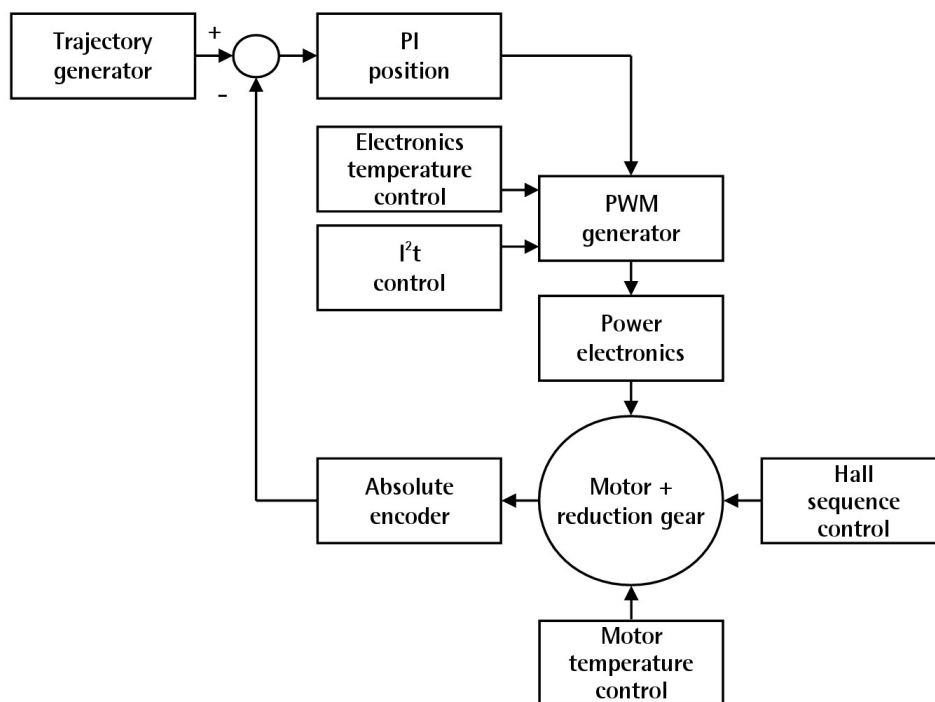 Trajectory
generator
+
-
PI
position
Electronics
temperature
control
I²t
control
PWM
generator
Power
electronics
Absolute
encoder
Motor +
reduction gear
Hall
sequence
control
Motor
temperature
control